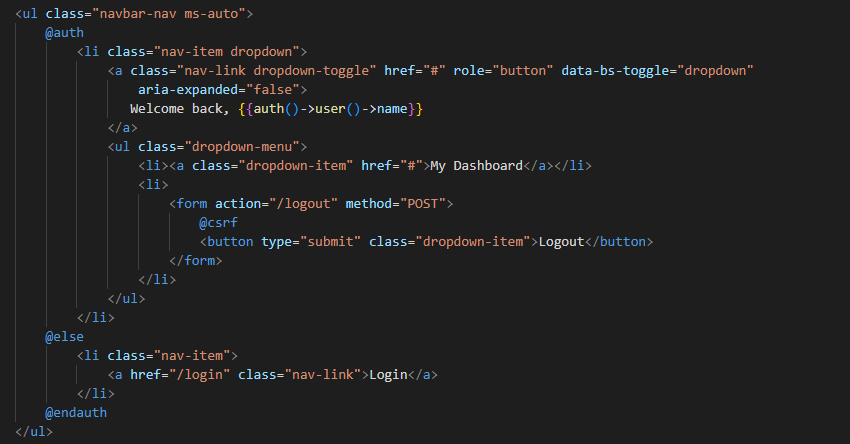 <ul class="navbar-nav ms-auto">
@auth
<li class="nav-item dropdown">
<a class="nav-link dropdown-toggle" href="#" role="button" data-bs-toggle="dropdown"
aria-expanded="false">
Welcome back, {{auth()->user()->name}}
</a>
<ul class="dropdown-menu">
<li><a class="dropdown-item" href="#">My Dashboard</a></li>
<li>
<form action="/logout" method="POST">
@csrf
<button type="submit" class="dropdown-item">Logout</button>
</form>
</li>
</ul>
</li>
@else
<li class="nav-item">
<a href="/login" class="nav-link">Login</a>
</li>
@endauth
</ul>